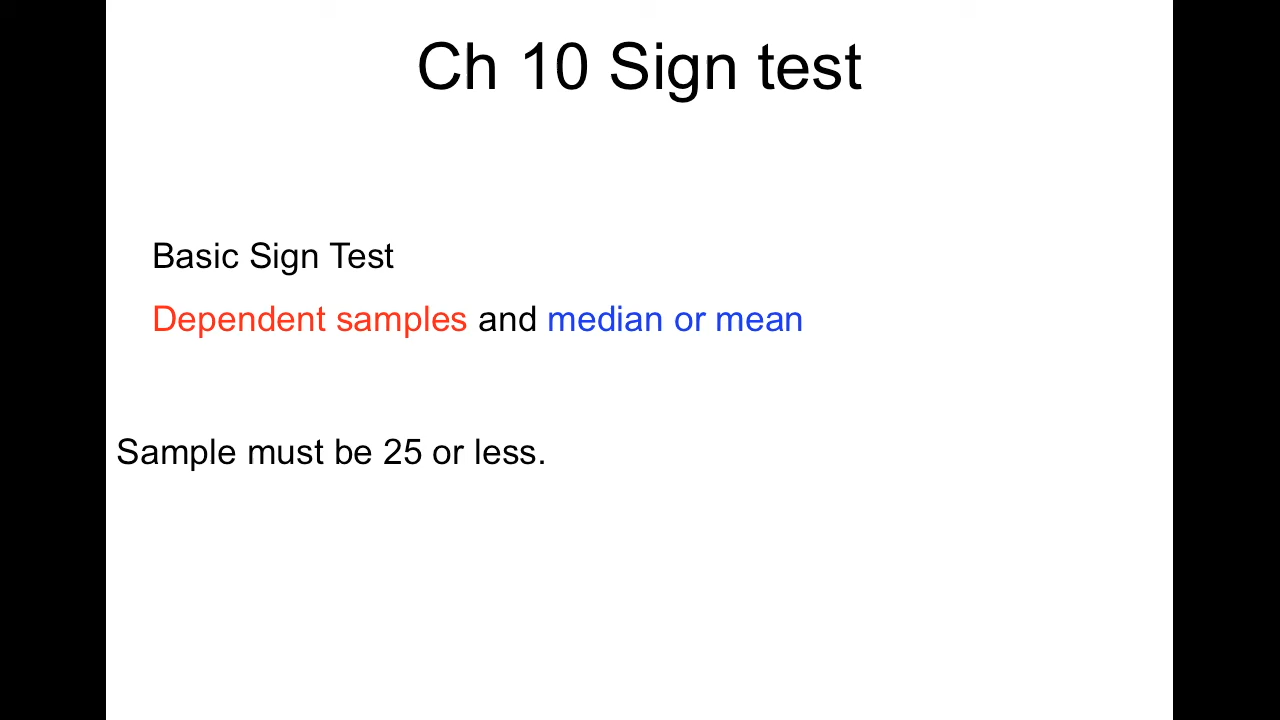 Ch 10 Sign test
Basic Sign Test
Dependent samples and median or mean
Sample must be 25 or less.